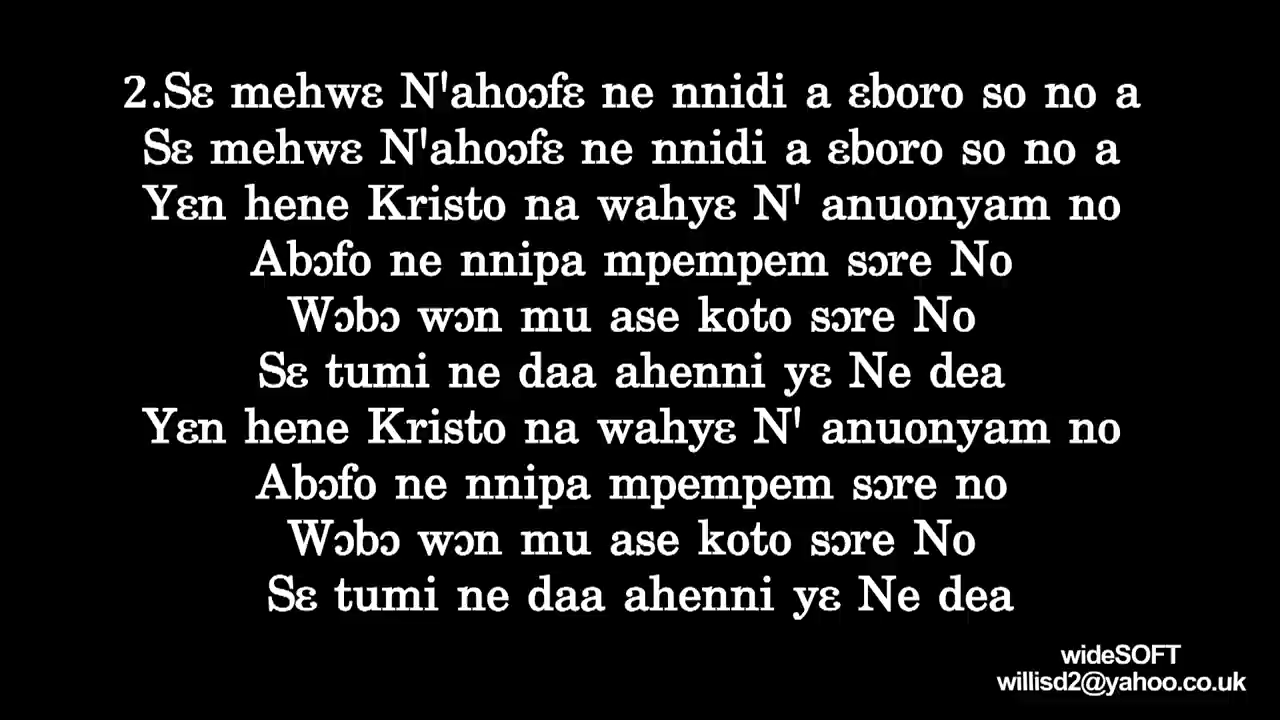 2.Sɛ mehwɛ N'ahoɔfɛ ne nnidi a ɛboro so no a
Sɛ mehwɛ N'ahoɔfɛ ne nnidi a ɛboro so no a
Yɛn hene Kristo na wahyɛ N' anuonyam no
Abɔfo ne nnipa mpempem sɔre No
Wɔbɔ wɔn mu ase koto sɔre No
Sɛ tumi ne daa ahenni yɛ Ne dea
Yɛn hene Kristo na wahyɛ N' anuonyam no
Abɔfo ne nnipa mpempem sɔre no
Wɔbɔ wɔn mu ase koto sɔre No
Sɛ tumi ne daa ahenni yɛ Ne dea
wideSOFT
willisd2@yahoo.co.uk